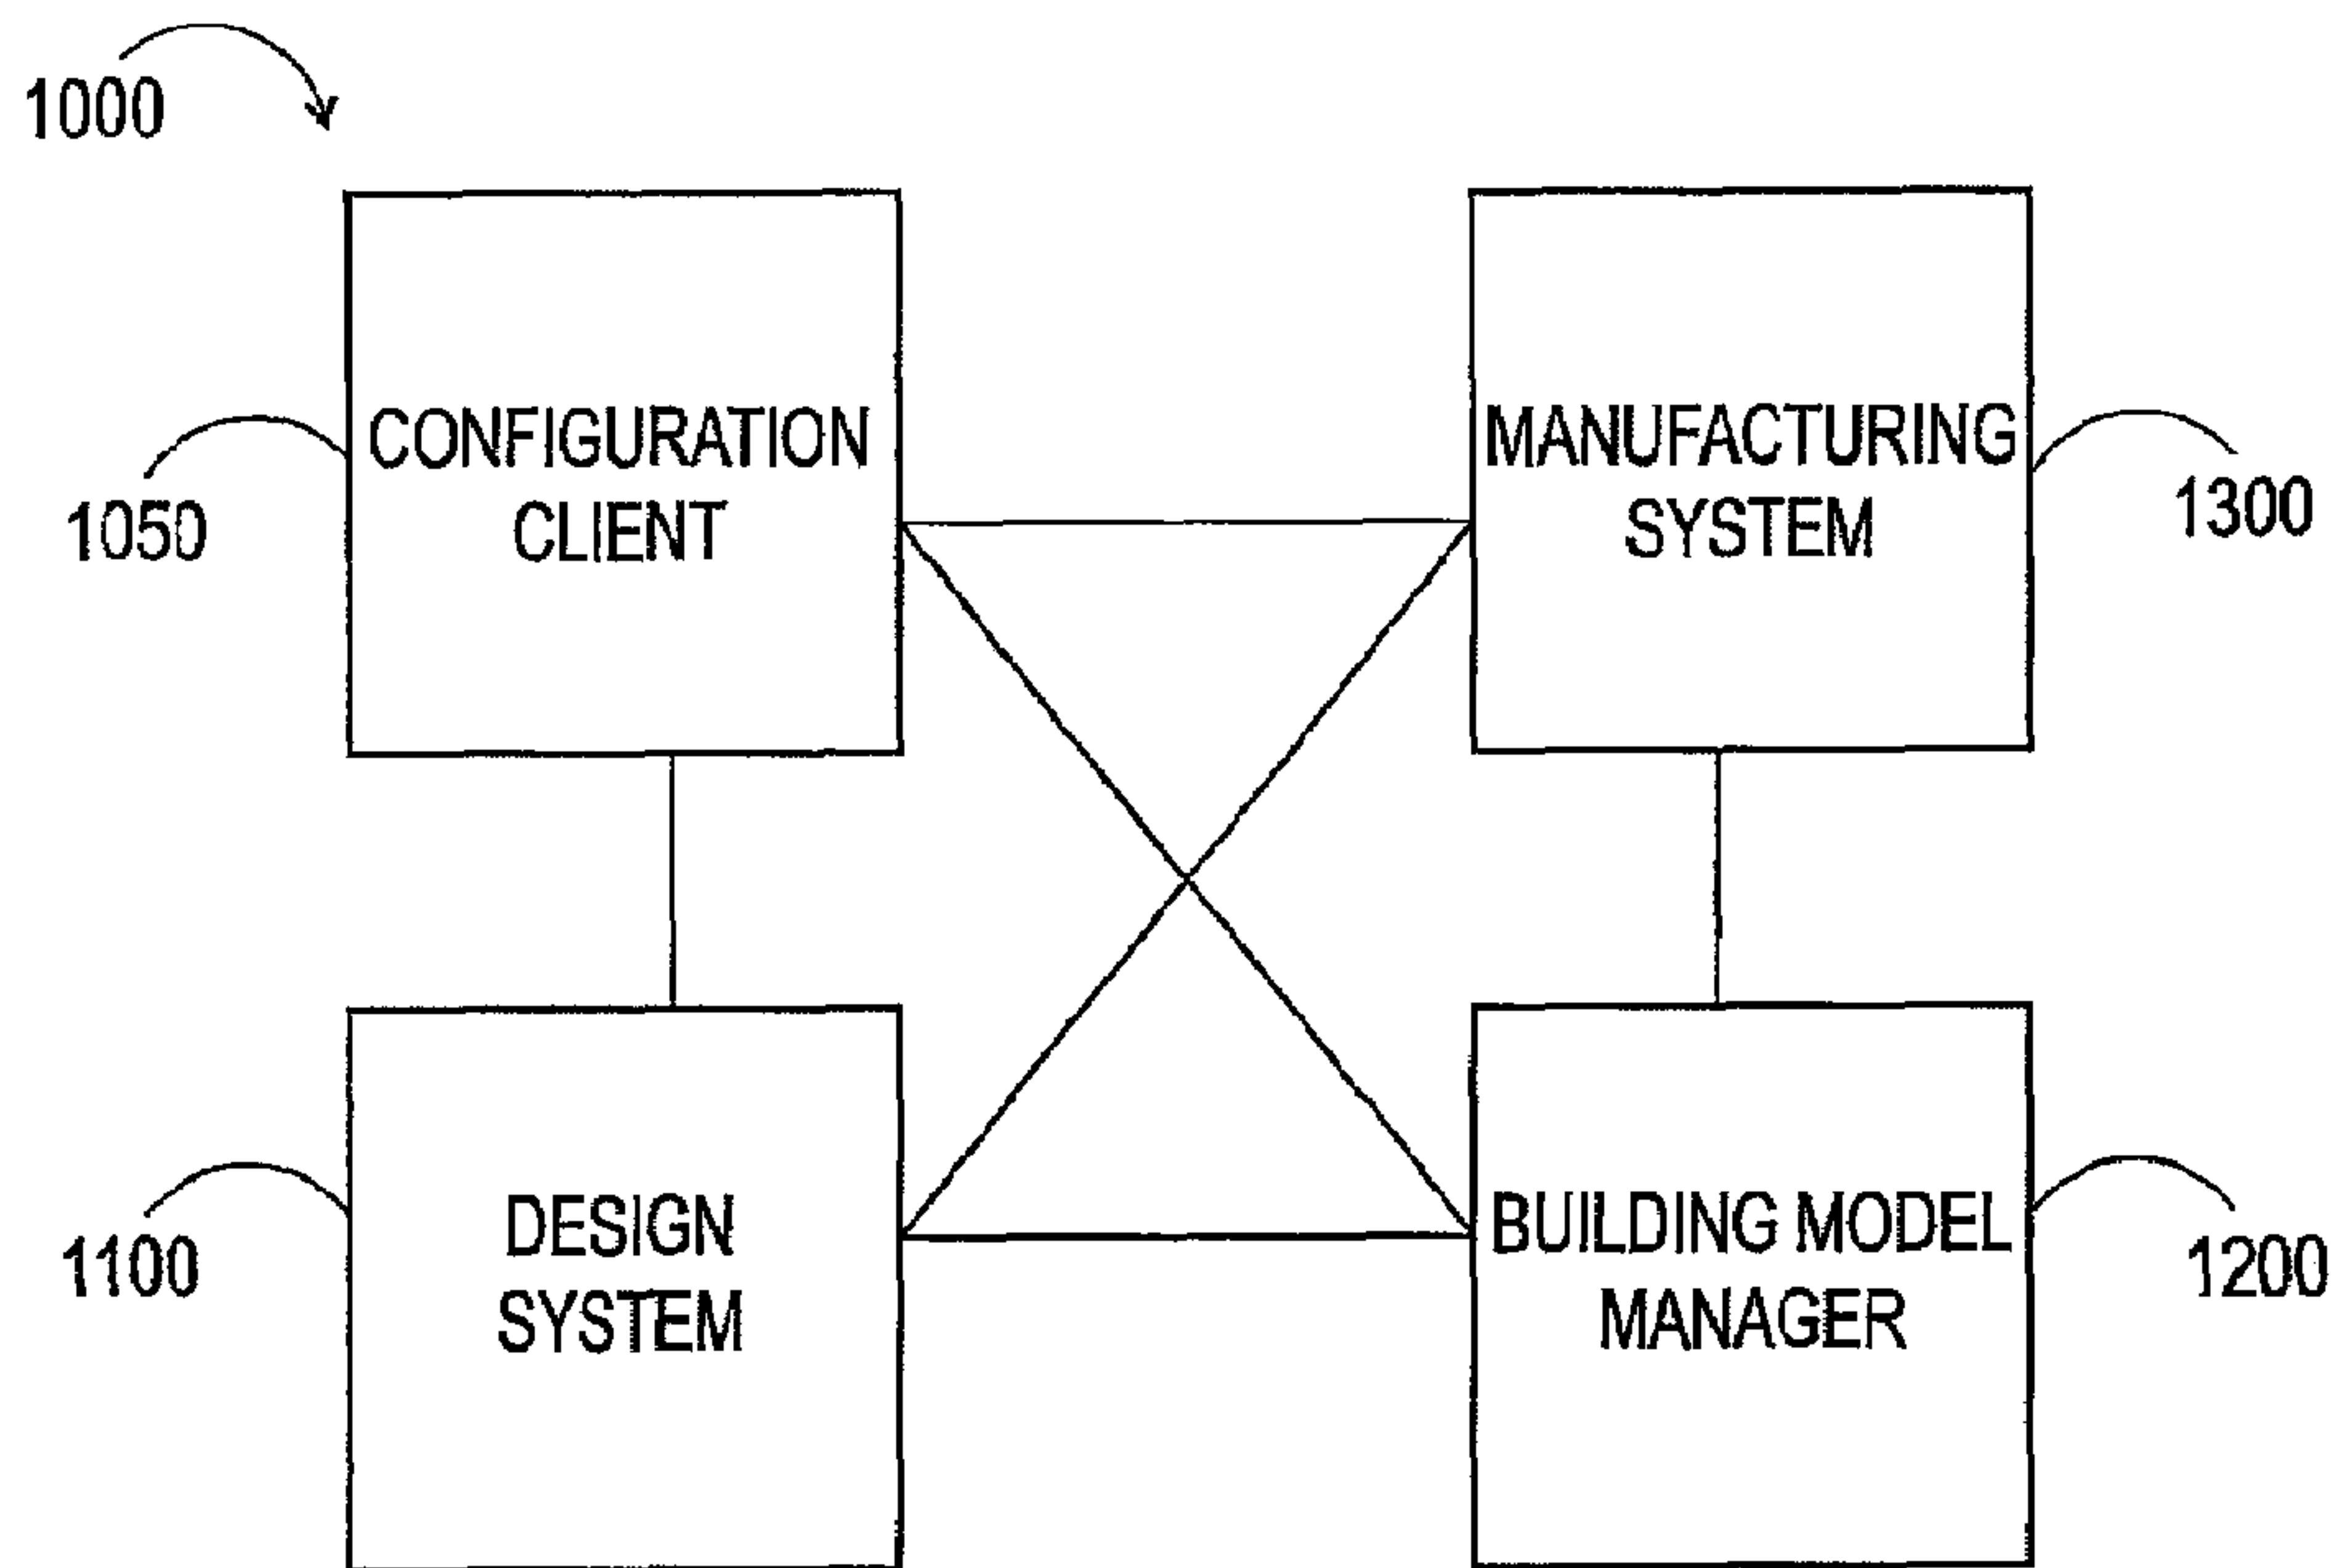 1000
CONFIGURATION
CLIENT
1050
MANUFACTURING
SYSTEM
1300
DESIGN
SYSTEM
1100
BUILDING MODEL
MANAGER
1200